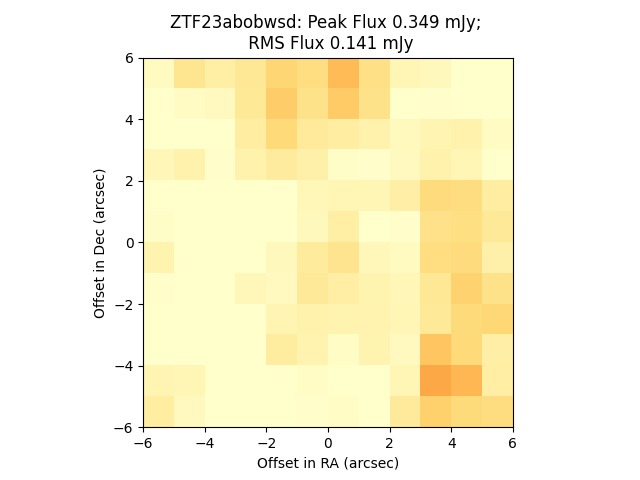 ZTF23abobwsd: Peak Flux 0.349 mJy;
RMS Flux 0.141 mJy
6
4
2
0
−2
−4
−6
Offset in Dec (arcsec)
−6 −4 −2 0 2 4 6
Offset in RA (arcsec)